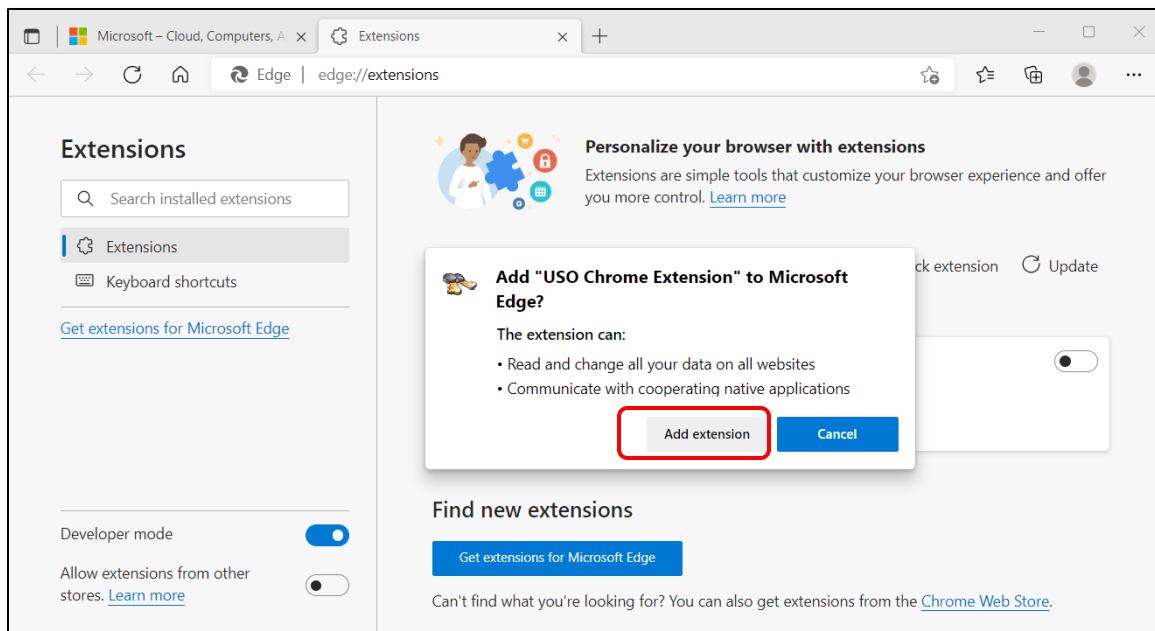 Microsoft – Cloud, Computers, A
Extensions
Edge
edge://extensions
Extensions
Search installed extensions
Extensions
Keyboard shortcuts
Get extensions for Microsoft Edge
Personalize your browser with extensions
Extensions are simple tools that customize your browser experience and offer
you more control. Learn more
ck extension
Update
Add "USO Chrome Extension" to Microsoft
Edge?
The extension can:
• Read and change all your data on all websites
• Communicate with cooperating native applications
Add extension
Cancel
Find new extensions
Get extensions for Microsoft Edge
Can't find what you're looking for? You can also get extensions from the Chrome Web Store.
Developer mode
Allow extensions from other
stores. Learn more